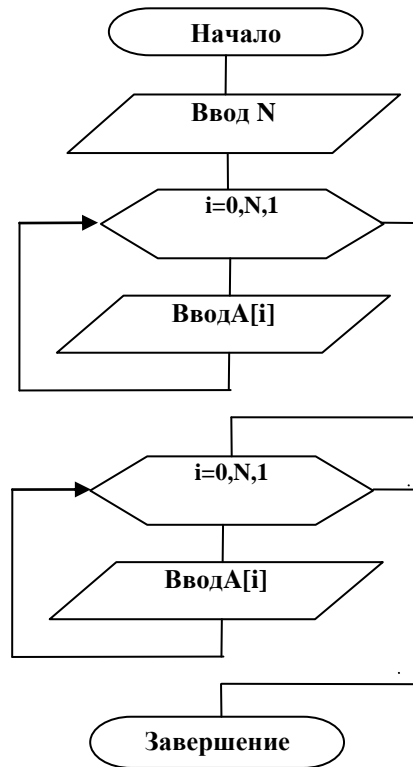 Начало
Ввод N
i=0,N,1
ВводA[i]
i=0,N,1
ВводA[i]
Завершение